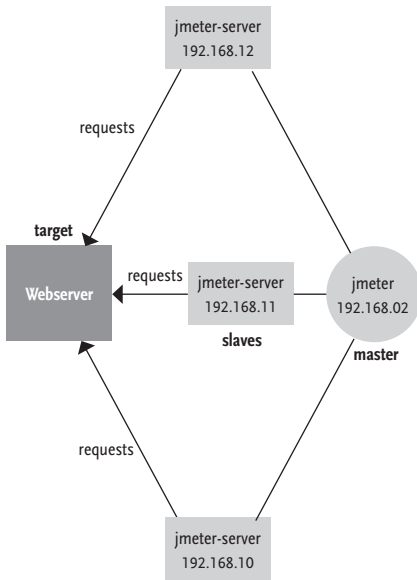 jmeter-server
192.168.12
requests
target
Webserver
requests
jmeter-server
192.168.11
slaves
jmeter
192.168.02
master
requests
jmeter-server
192.168.10